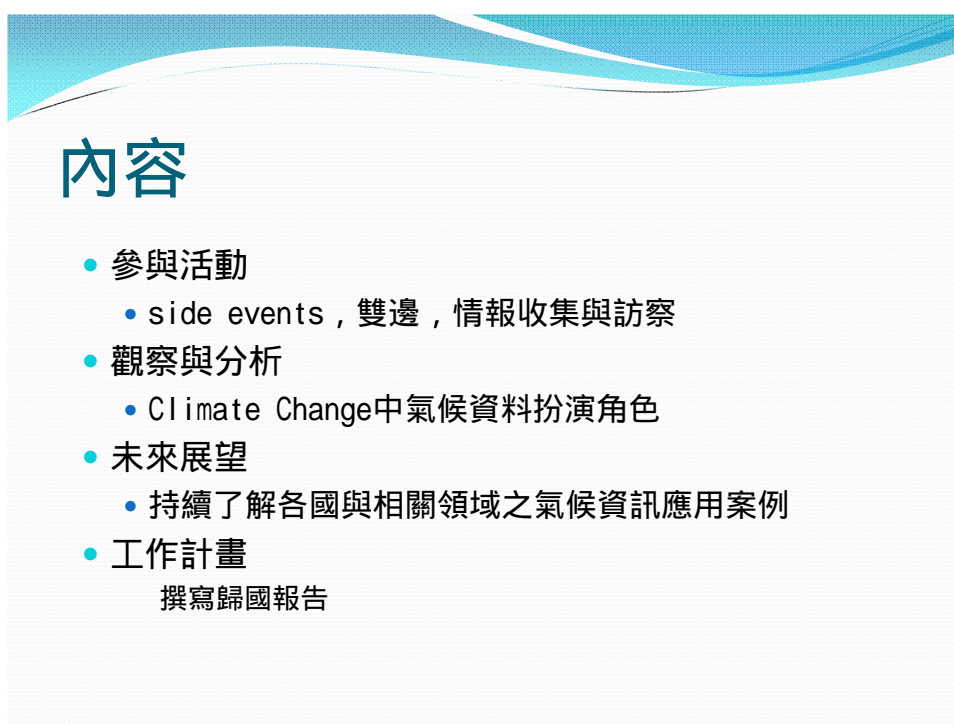 內容
• 參與活動
• side events，雙邊，情報收集與訪察
• 觀察與分析
• Climate Change中氣候資料扮演角色
• 未來展望
• 持續了解各國與相關領域之氣候資訊應用案例
• 工作計畫
撰寫歸國報告